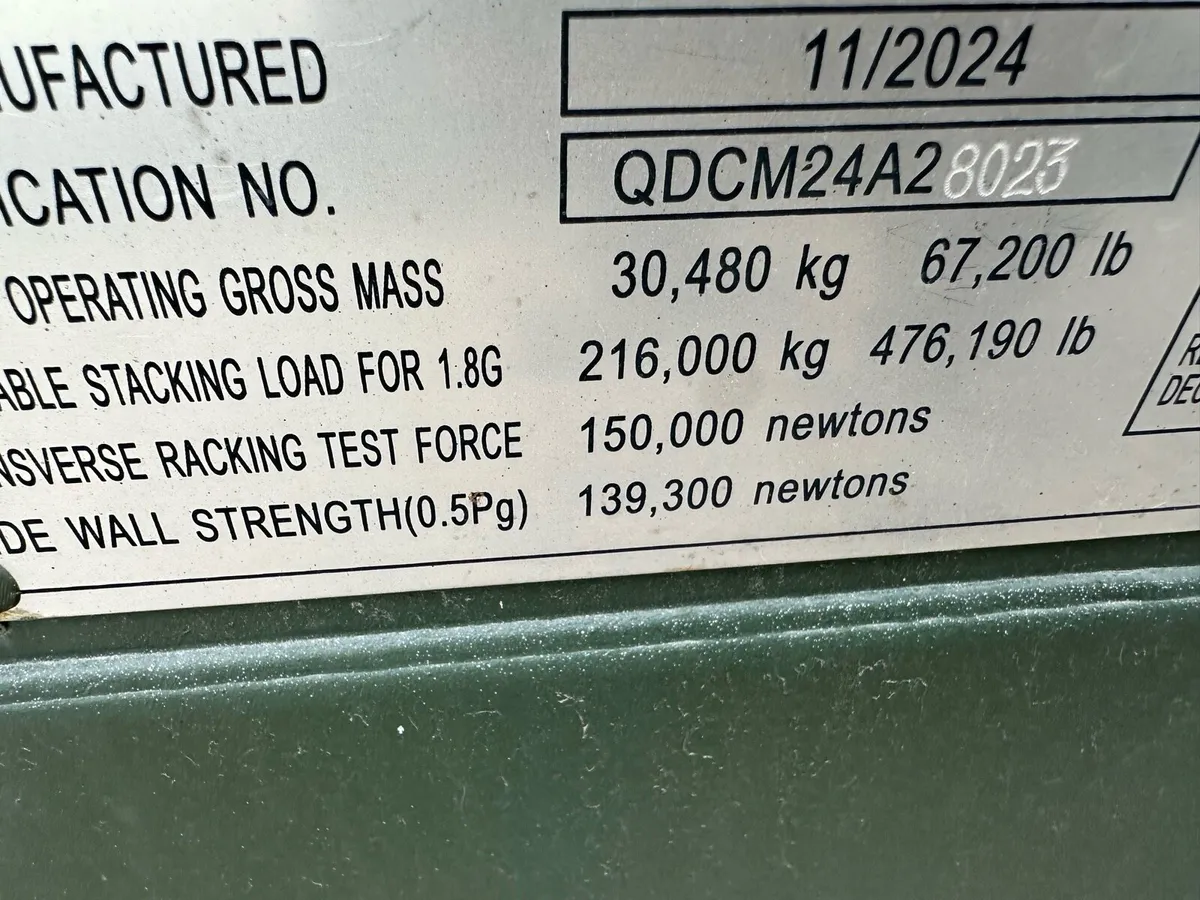 UFACTURED 11/2024
ICATION NO. QDCM24A28023
OPERATING GROSS MASS 30,480 kg 67,200 lb
ABLE STACKING LOAD FOR 1.8G 216,000 kg 476,190 lb
NSVERSE RACKING TEST FORCE 150,000 newtons
DE WALL STRENGTH(0.5Pg) 139,300 newtons
DEC